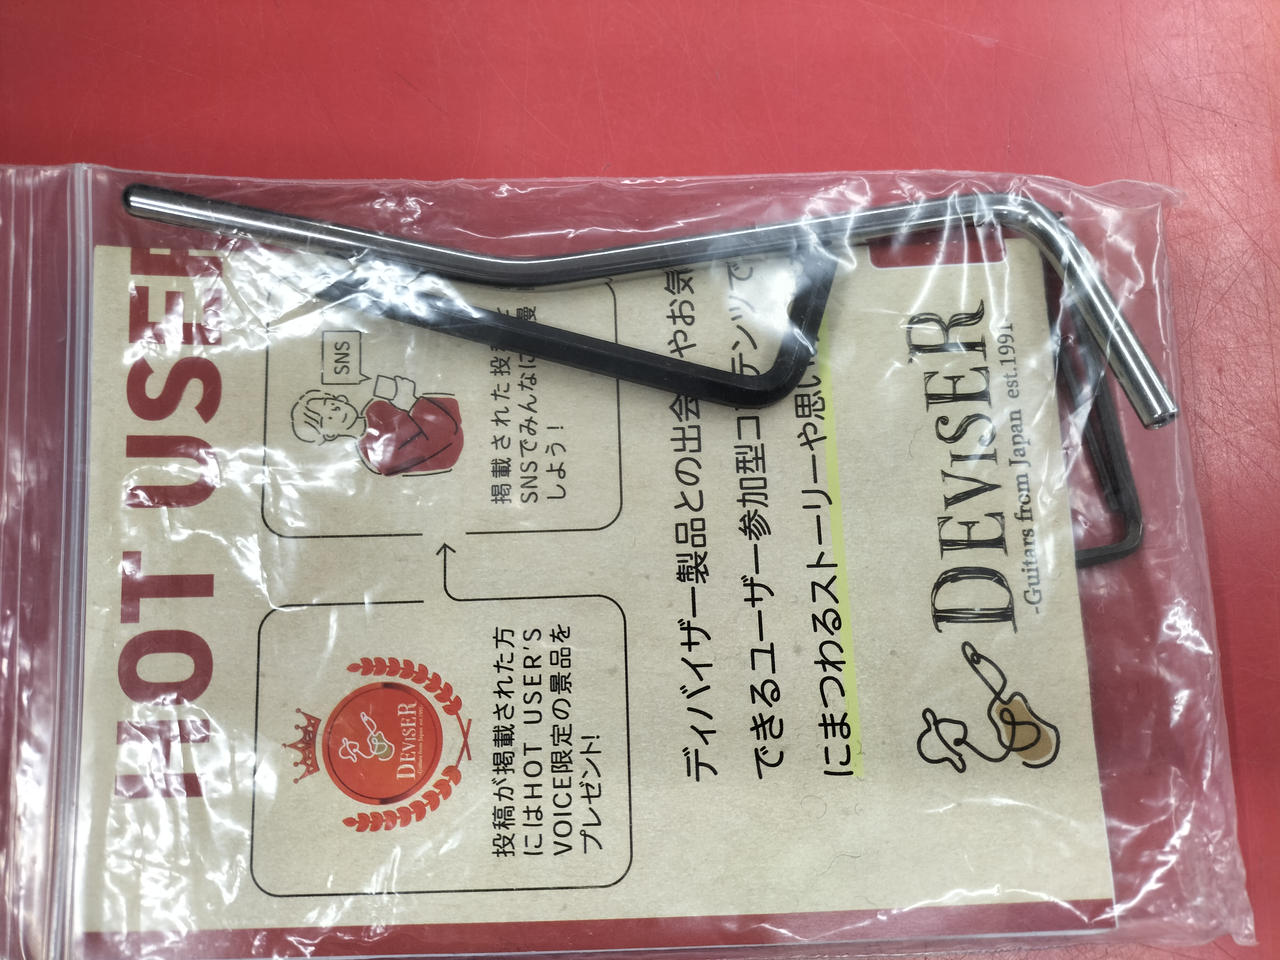 HOT USER
投稿が掲載された方
にはHOT USER'S
VOICE限定の景品を
プレゼント!
DEViSER
SNS
掲載された投稿
SNSでみんなに
しよう!
ディバイザー製品との出会 やお気
できるユーザー参加型コ テンツで
にまつわるストーリーや思い
DEViSER
-Guitars from Japan est.1991